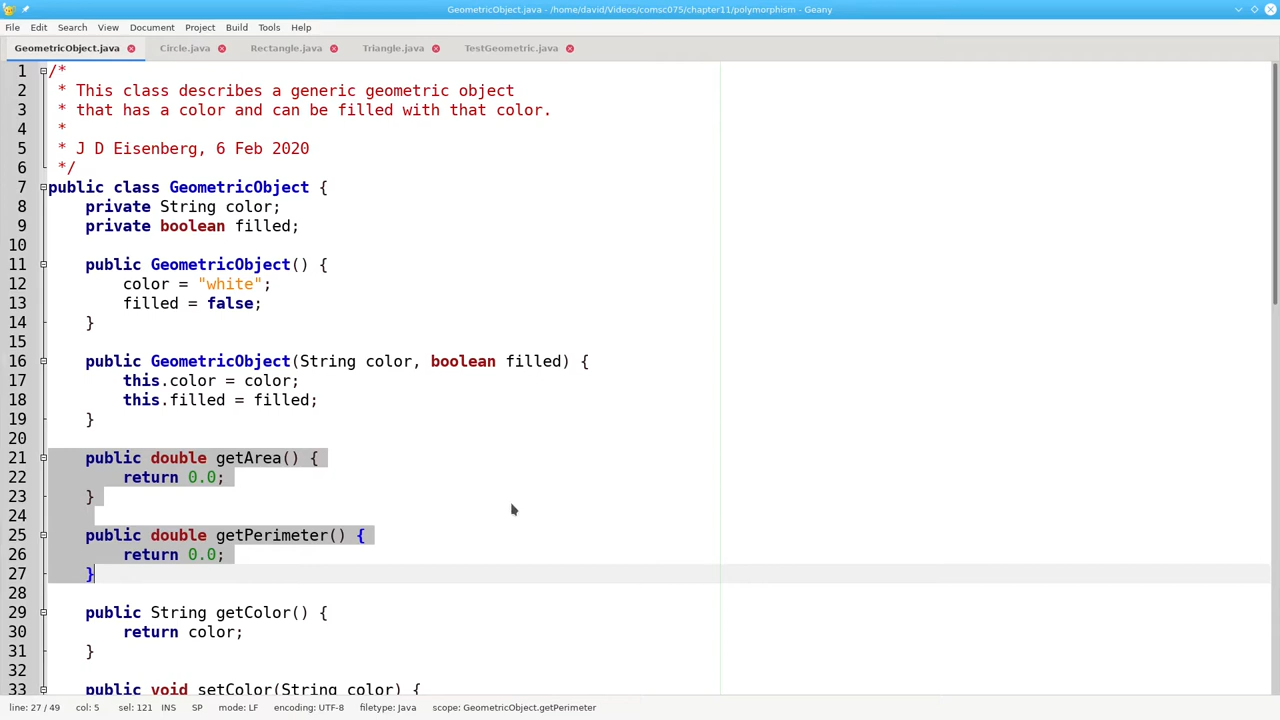 GeometricObject.java - /home/david/Videos/comsc075/chapter11/polymorphism - Geany
File Edit Search View Document Project Build Tools Help
GeometricObject.java Circle.java Rectangle.java Triangle.java TestGeometric.java
1 /*
2  * This class describes a generic geometric object
3  * that has a color and can be filled with that color.
4  *
5  * J D Eisenberg, 6 Feb 2020
6  */
7 public class GeometricObject {
8     private String color;
9     private boolean filled;
10
11     public GeometricObject() {
12         color = "white";
13         filled = false;
14     }
15
16     public GeometricObject(String color, boolean filled) {
17         this.color = color;
18         this.filled = filled;
19     }
20
21     public double getArea() {
22         return 0.0;
23     }
24
25     public double getPerimeter() {
26         return 0.0;
27     }
28
29     public String getColor() {
30         return color;
31     }
32
33     public void setColor(String color) {
line: 27 / 49 col: 5 sel: 121 INS SP mode: LF encoding: UTF-8 filetype: Java scope: GeometricObject.getPerimeter